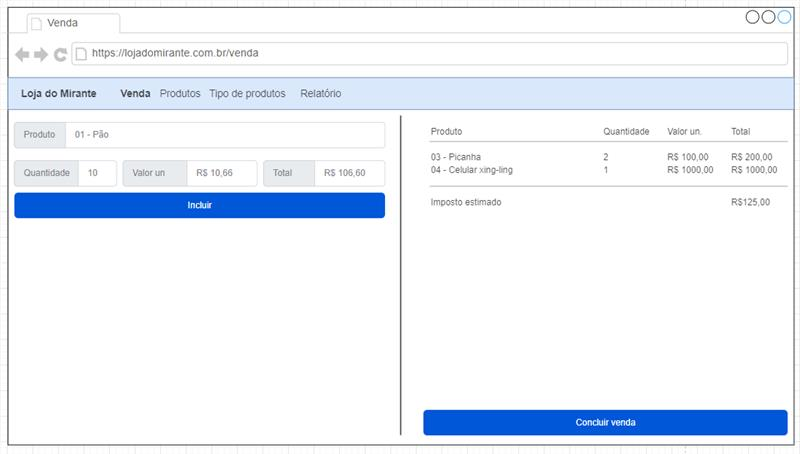 Venda
https://lojadomirante.com.br/venda
Loja do Mirante Venda Produtos Tipo de produtos Relatório
Produto 01 - Pão
Quantidade 10 Valor un R$ 10,66 Total R$ 106,60
Incluir
Produto Quantidade Valor un. Total
03 - Picanha 2 R$ 100,00 R$ 200,00
04 - Celular xing-ling 1 R$ 1000,00 R$ 1000,00
Imposto estimado R$125,00
Concluir venda